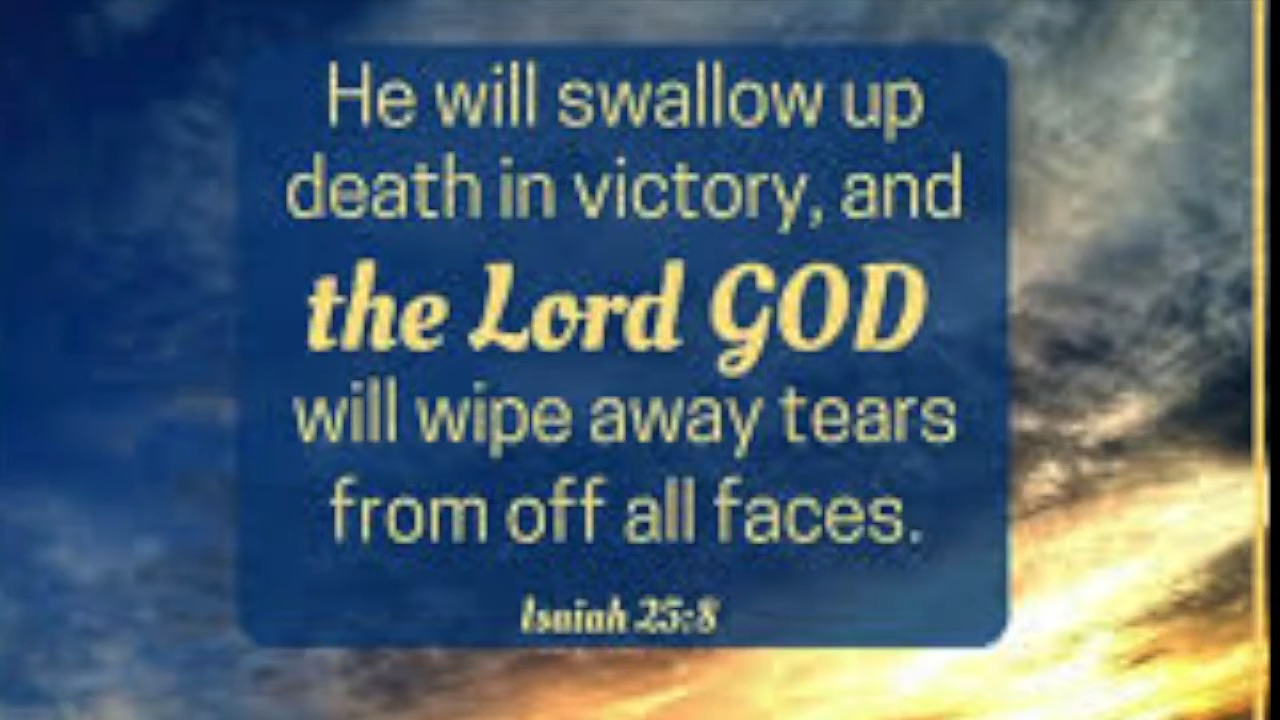 He will swallow up
death in victory, and
the Lord GOD
will wipe away tears
from off all faces.
Isaiah 25:8